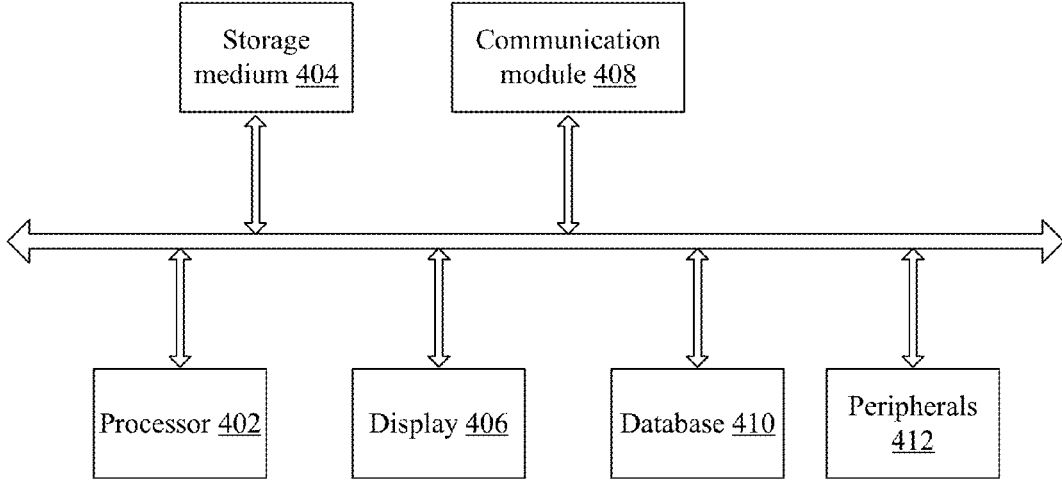 Storage
medium 404
Communication
module 408
Processor 402
Display 406
Database 410
Peripherals
412